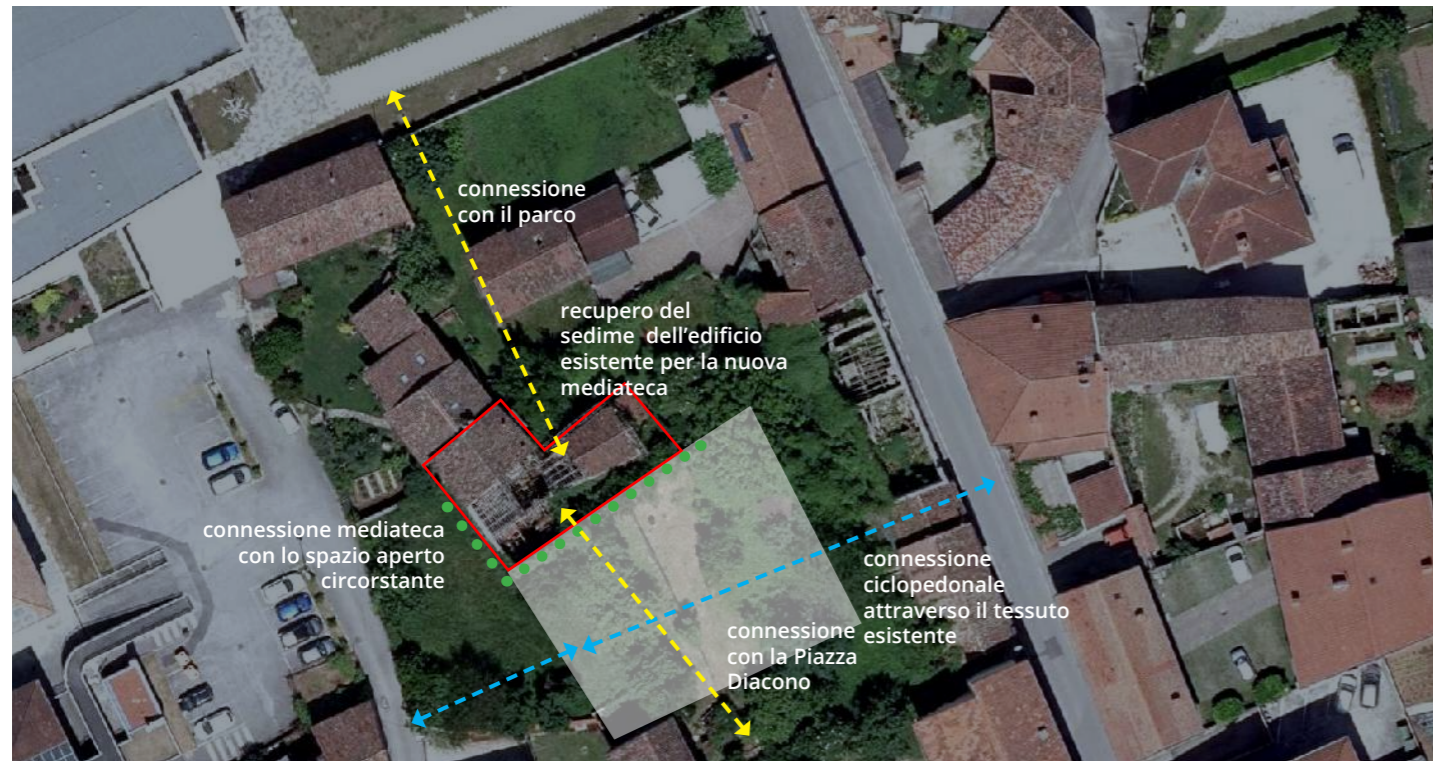 connessione
con il parco
recupero del
sedime dell'edificio
esistente per la nuova
mediateca
connessione mediateca
con lo spazio aperto
circorstante
connessione
ciclopedonale
attraverso il tessuto
esistente
connessione
con la Piazza
Diacono